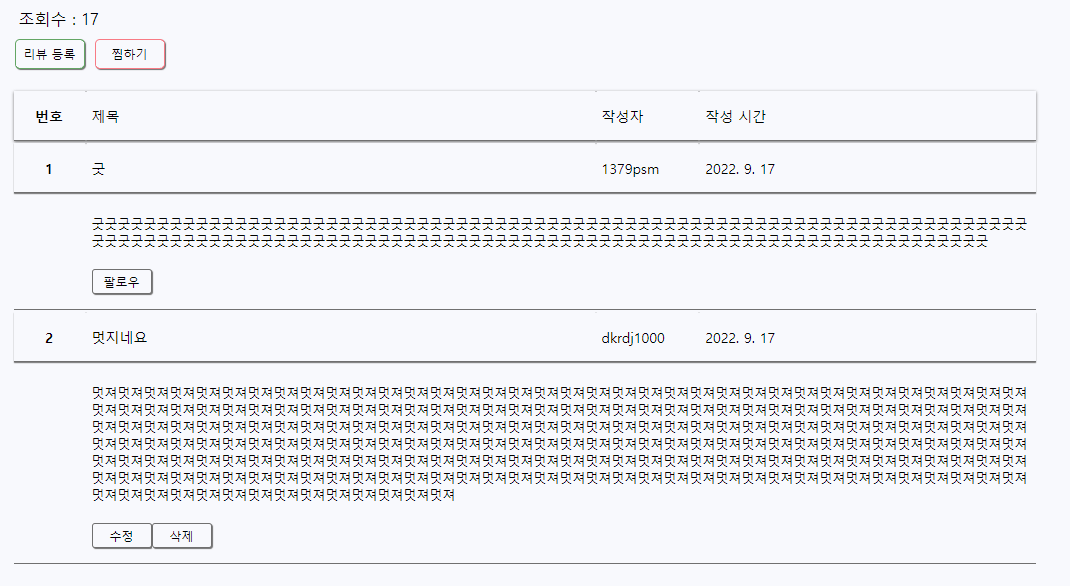 조회수 : 17
리뷰 등록 찜하기
번호 제목 작성자 작성 시간
1 굿 1379psm 2022. 9. 17
굿굿굿굿굿굿굿굿굿굿굿굿굿굿굿굿굿굿굿굿굿굿굿굿굿굿굿굿굿굿굿굿굿굿굿굿굿굿굿굿굿굿굿굿굿굿굿굿굿굿굿굿굿굿굿굿굿굿굿굿굿굿굿굿굿굿굿굿굿굿굿굿
굿굿굿굿굿굿굿굿굿굿굿굿굿굿굿굿굿굿굿굿굿굿굿굿굿굿굿굿굿굿굿굿굿굿굿굿굿굿굿굿굿굿굿굿굿굿굿굿굿굿굿굿굿굿굿굿굿굿굿굿굿굿굿굿굿굿굿굿굿
팔로우
2 멋지네요 dkrdj1000 2022. 9. 17
멋져멋져멋져멋져멋져멋져멋져멋져멋져멋져멋져멋져멋져멋져멋져멋져멋져멋져멋져멋져멋져멋져멋져멋져멋져멋져멋져멋져멋져멋져멋져멋져멋져멋져멋져멋져
멋져멋져멋져멋져멋져멋져멋져멋져멋져멋져멋져멋져멋져멋져멋져멋져멋져멋져멋져멋져멋져멋져멋져멋져멋져멋져멋져멋져멋져멋져멋져멋져멋져멋져멋져멋져
멋져멋져멋져멋져멋져멋져멋져멋져멋져멋져멋져멋져멋져멋져멋져멋져멋져멋져멋져멋져멋져멋져멋져멋져멋져멋져멋져멋져멋져멋져멋져멋져멋져멋져멋져멋져
멋져멋져멋져멋져멋져멋져멋져멋져멋져멋져멋져멋져멋져멋져멋져멋져멋져멋져멋져멋져멋져멋져멋져멋져멋져멋져멋져멋져멋져멋져멋져멋져멋져멋져멋져멋져
멋져멋져멋져멋져멋져멋져멋져멋져멋져멋져멋져멋져멋져멋져멋져멋져멋져멋져멋져멋져멋져멋져멋져멋져멋져멋져멋져멋져멋져멋져멋져멋져멋져멋져멋져멋져
멋져멋져멋져멋져멋져멋져멋져멋져멋져멋져멋져멋져멋져멋져멋져멋져멋져멋져멋져멋져멋져멋져멋져멋져멋져멋져멋져멋져멋져멋져멋져멋져멋져멋져멋져멋져
멋져멋져멋져멋져멋져멋져멋져멋져멋져멋져멋져멋져멋져멋져
수정 삭제